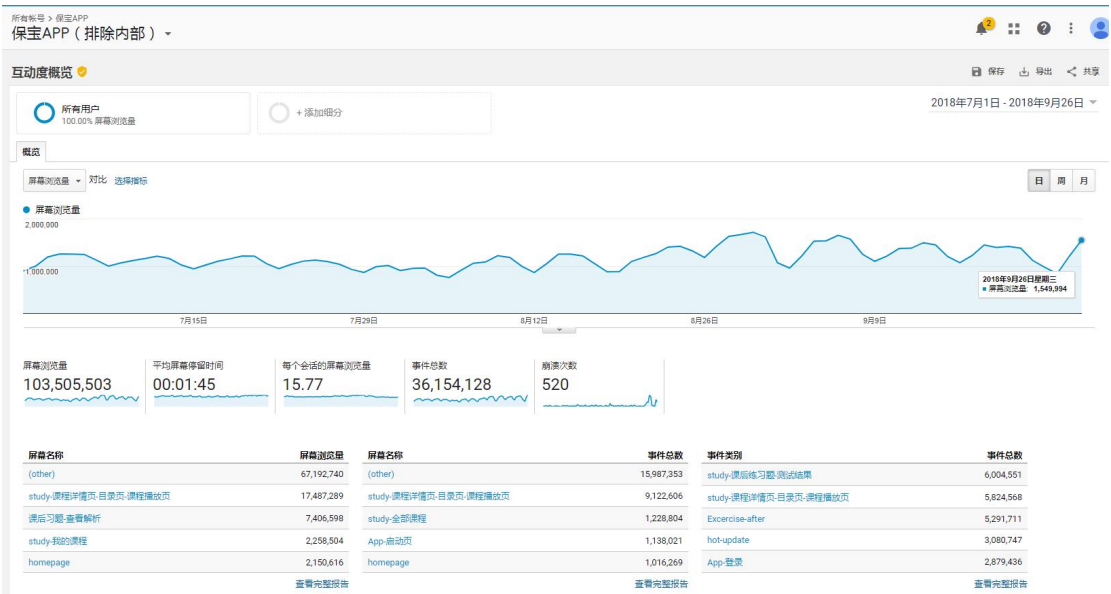 所有帐号 > 保宝APP
保宝APP（排除内部）
2
互动度概览
保存 导出 共享
所有用户
100.00% 屏幕浏览量
+ 添加细分
2018年7月1日 - 2018年9月26日
概览
屏幕浏览量 对比 选择指标
日 周 月
屏幕浏览量
2,000,000
1,000,000
2018年9月26日星期三
屏幕浏览量: 1,549,994
7月15日 7月29日 8月12日 8月26日 9月9日
屏幕浏览量 平均屏幕停留时间 每个会话的屏幕浏览量 事件总数 崩溃次数
103,505,503 00:01:45 15.77 36,154,128 520
屏幕名称 屏幕浏览量 屏幕名称 事件总数 事件类别 事件总数
(other) 67,192,740 (other) 15,987,353 study-课后练习题-测试结果 6,004,551
study-课程详情页-目录页-课程播放页 17,487,289 study-课程详情页-目录页-课程播放页 9,122,606 study-课程详情页-目录页-课程播放页 5,824,568
课后习题-查看解析 7,406,598 study-全部课程 1,228,804 Excercise-after 5,291,711
study-我的课程 2,258,504 App-启动页 1,138,021 hot-update 3,080,747
homepage 2,150,616 homepage 1,016,269 App-登录 2,879,436
查看完整报告 查看完整报告 查看完整报告